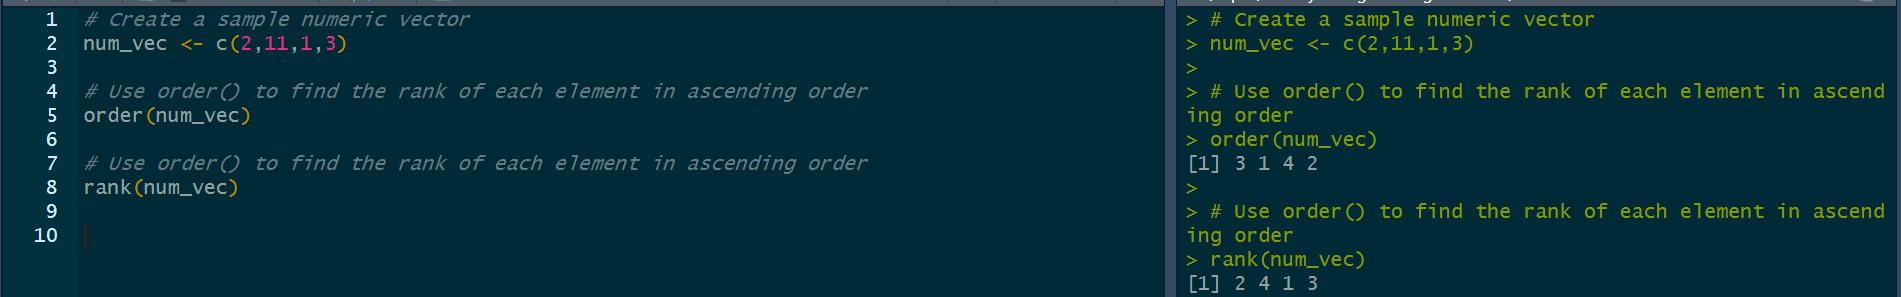 1 # Create a sample numeric vector
2 num_vec <- c(2,11,1,3)
3
4 # Use order() to find the rank of each element in ascending order
5 order(num_vec)
6
7 # Use order() to find the rank of each element in ascending order
8 rank(num_vec)
9
10
> # Create a sample numeric vector
> num_vec <- c(2,11,1,3)
>
> # Use order() to find the rank of each element in ascend
ing order
> order(num_vec)
[1] 3 1 4 2
>
> # Use order() to find the rank of each element in ascend
ing order
> rank(num_vec)
[1] 2 4 1 3